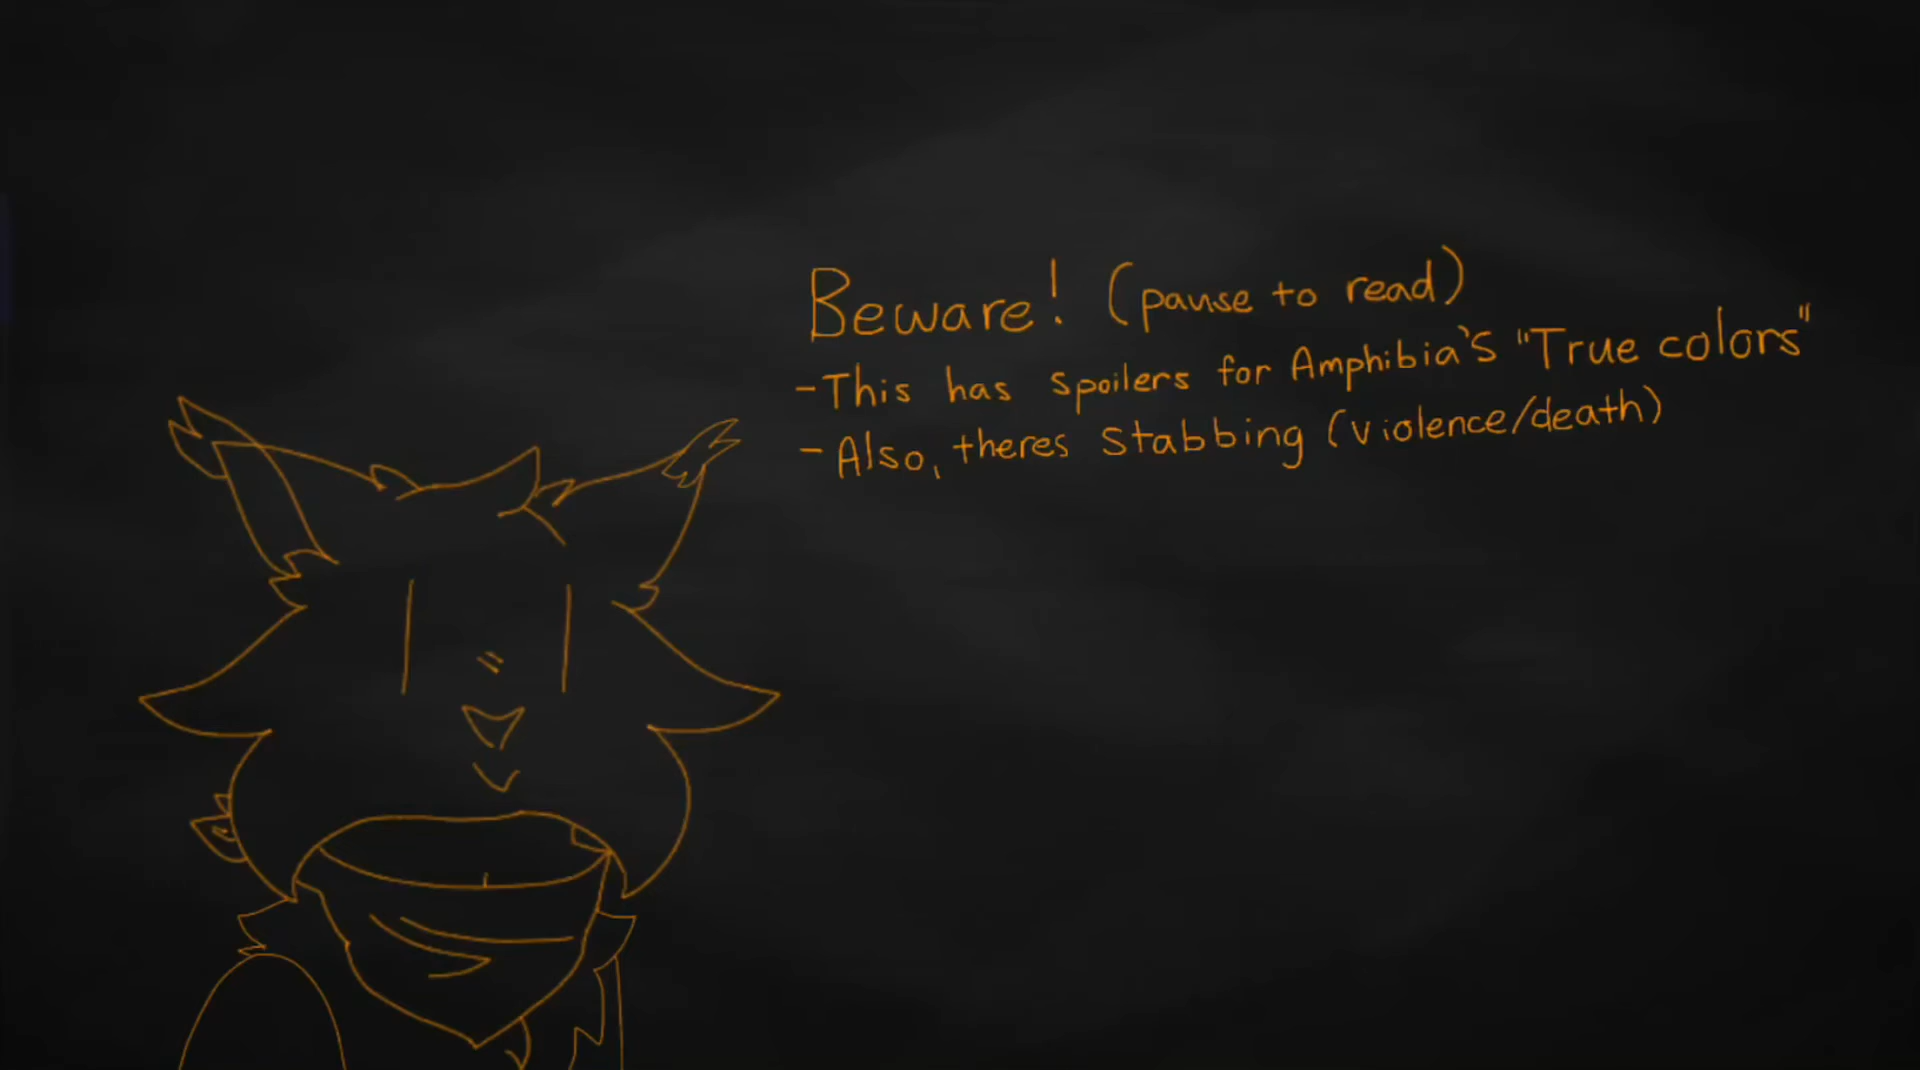 Beware! (pause to read)
-This has spoilers for Amphibia's "True colors"
-Also, theres stabbing (violence/death)